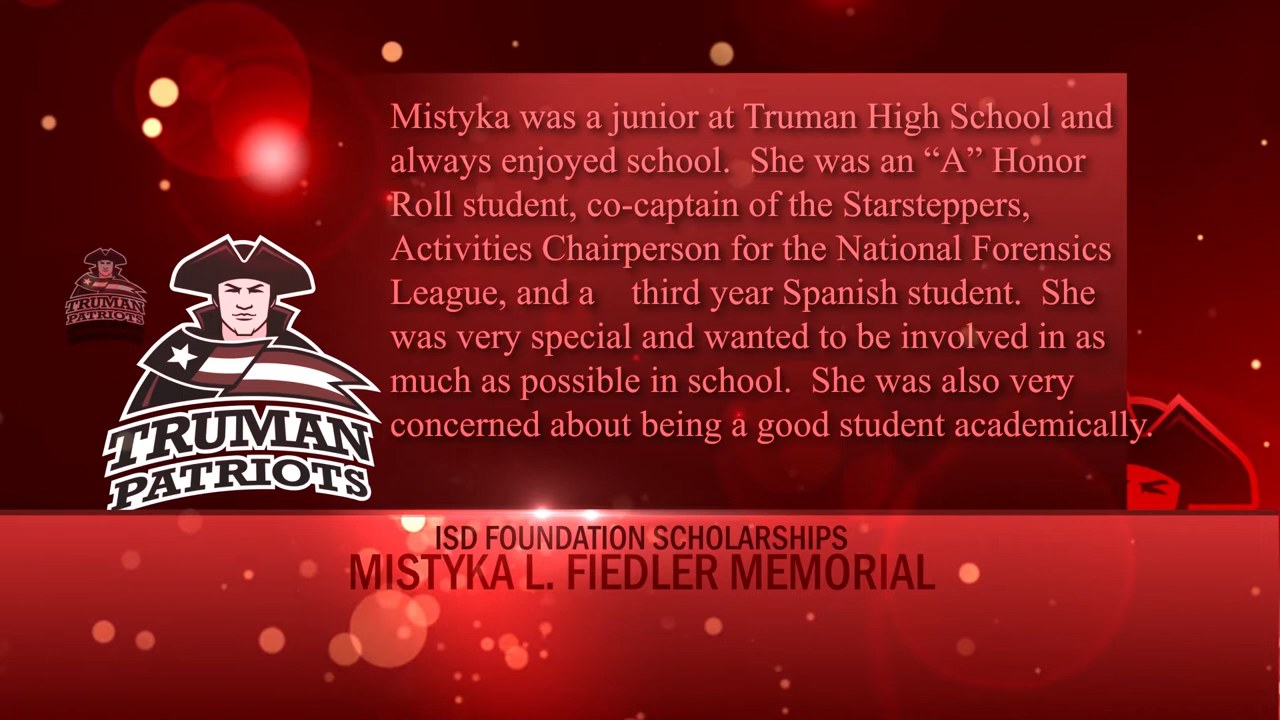 Mistyka was a junior at Truman High School and
always enjoyed school.  She was an “A” Honor
Roll student, co-captain of the Starsteppers,
Activities Chairperson for the National Forensics
League, and a    third year Spanish student.  She
was very special and wanted to be involved in as
much as possible in school.  She was also very
concerned about being a good student academically.
TRUMAN
PATRIOTS
TRUMAN
PATRIOTS
ISD FOUNDATION SCHOLARSHIPS
MISTYKA L. FIEDLER MEMORIAL